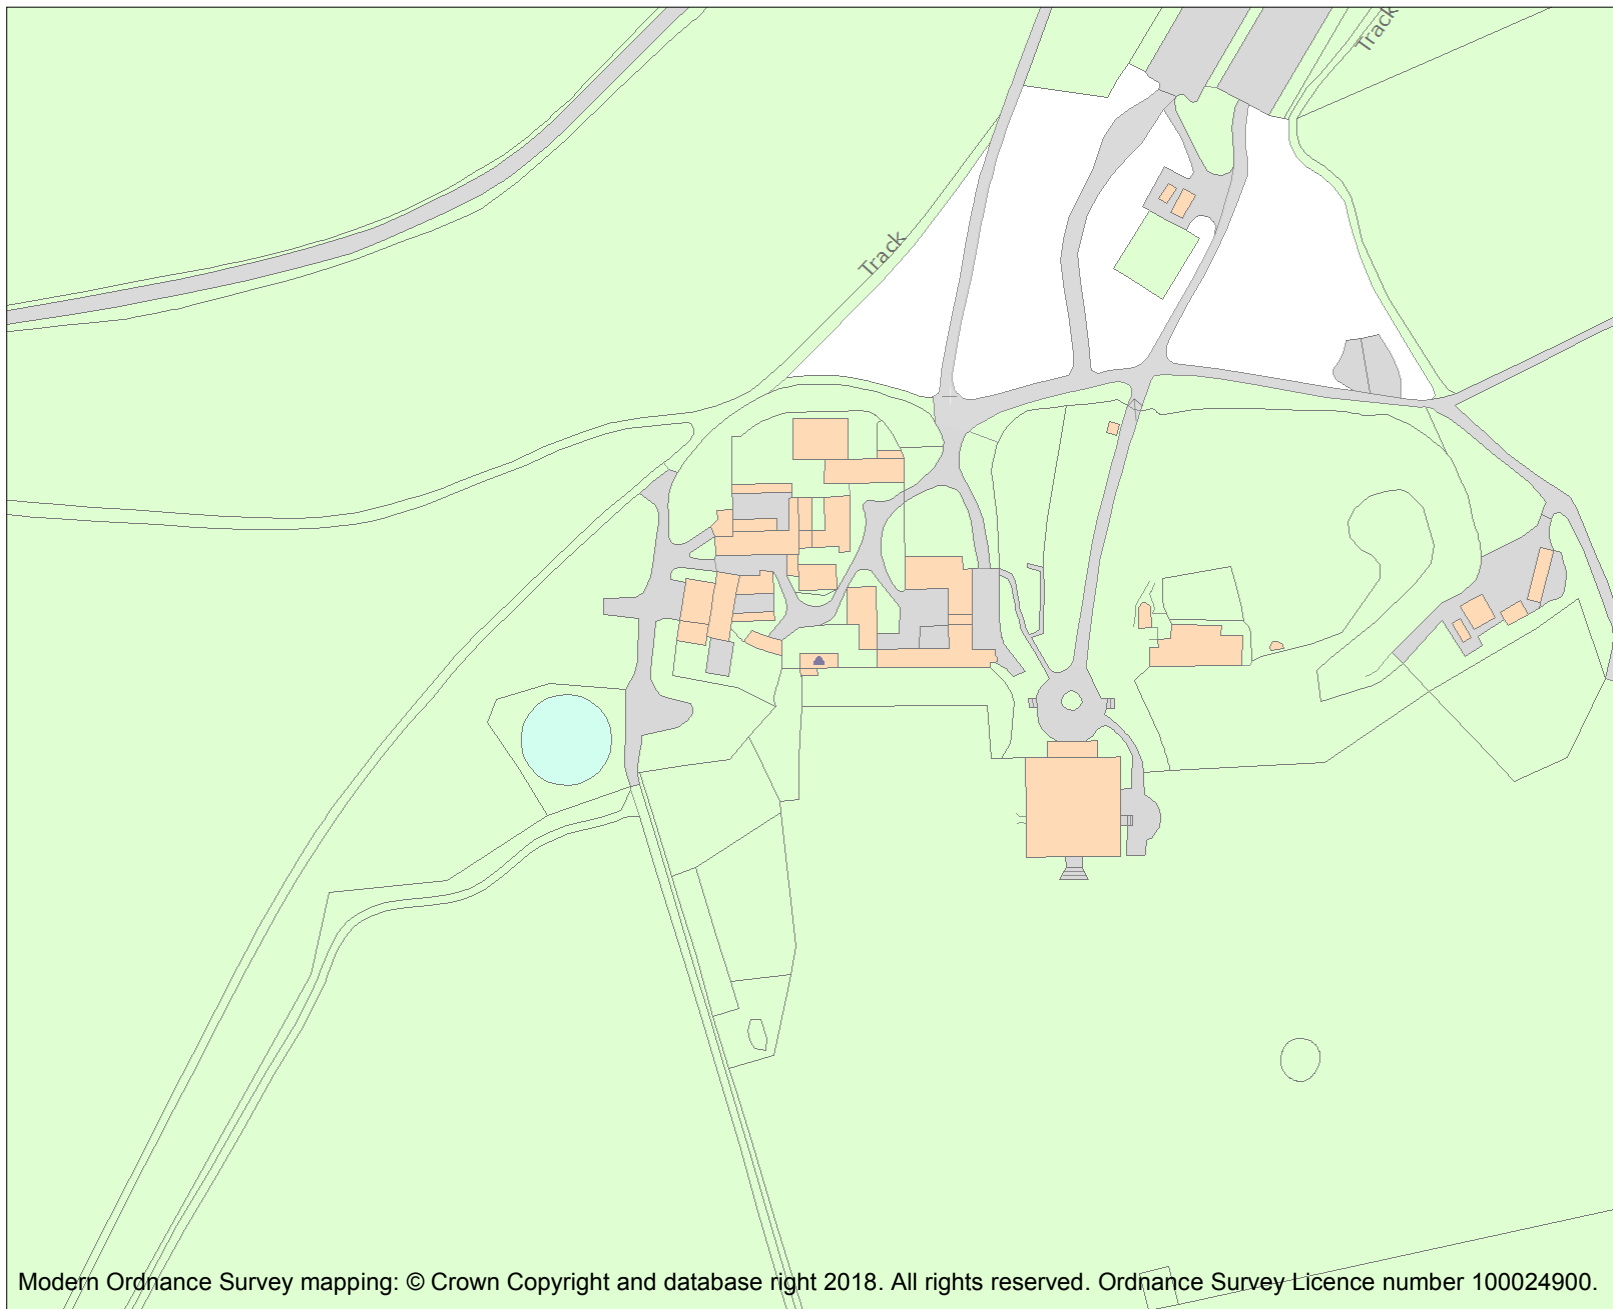 Track
Track
Modern Ordnance Survey mapping: © Crown Copyright and database right 2018. All rights reserved. Ordnance Survey Licence number 100024900.